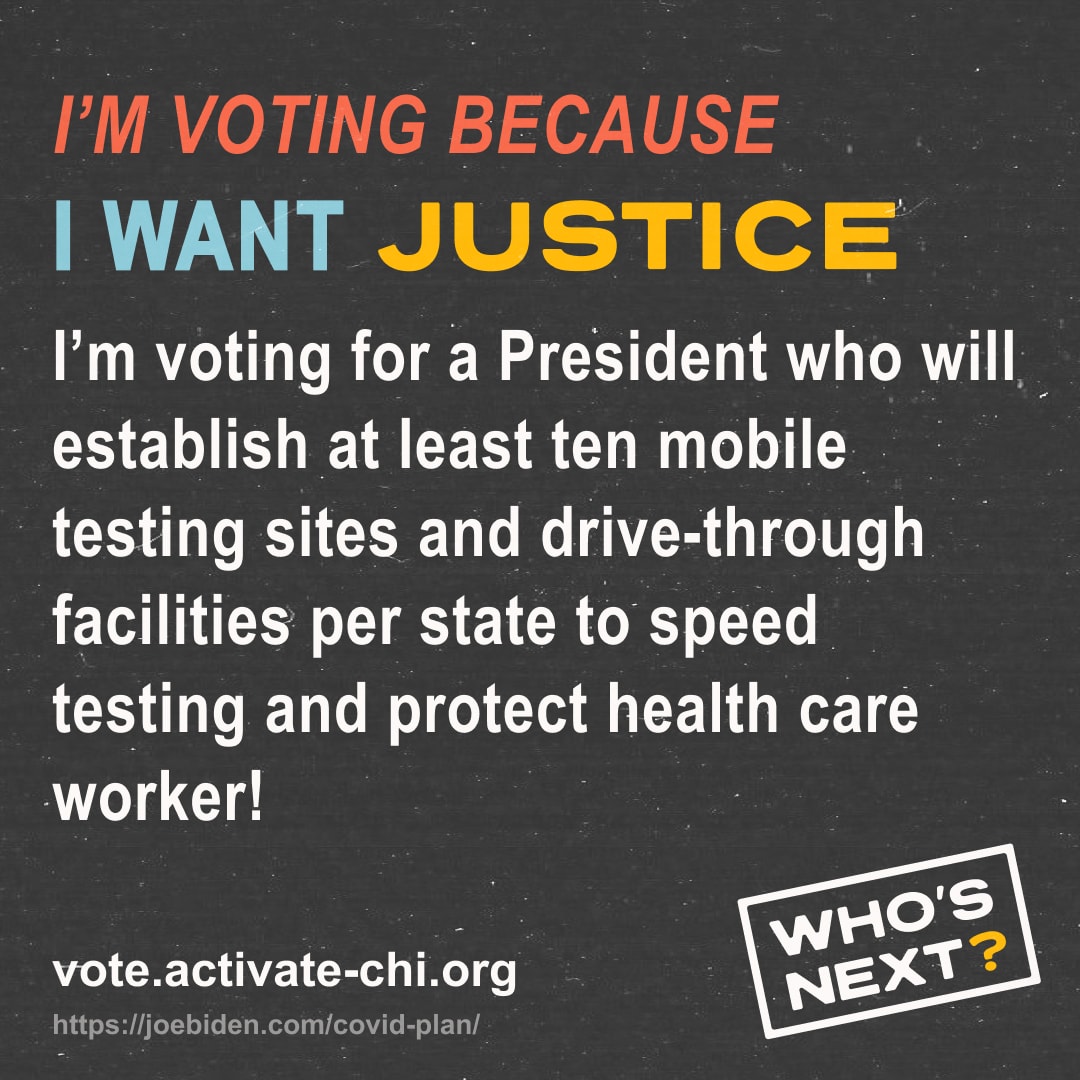 I’M VOTING BECAUSE
I WANT JUSTICE
I’m voting for a President who will
establish at least ten mobile
testing sites and drive-through
facilities per state to speed
testing and protect health care
worker!
WHO’S
NEXT?
vote.activate-chi.org
https://joebiden.com/covid-plan/